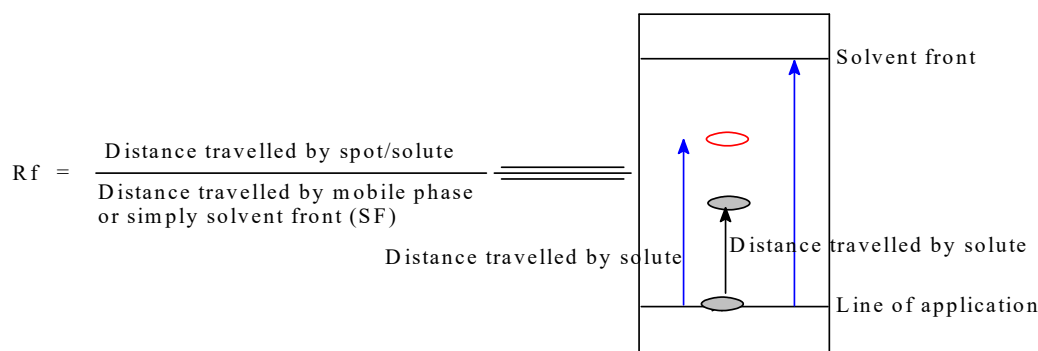 Rf =
Distance travelled by spot/solute
Distance travelled by mobile phase
or simply solvent front (SF)
Solvent front
Distance travelled by solute
Distance travelled by solute
Line of application